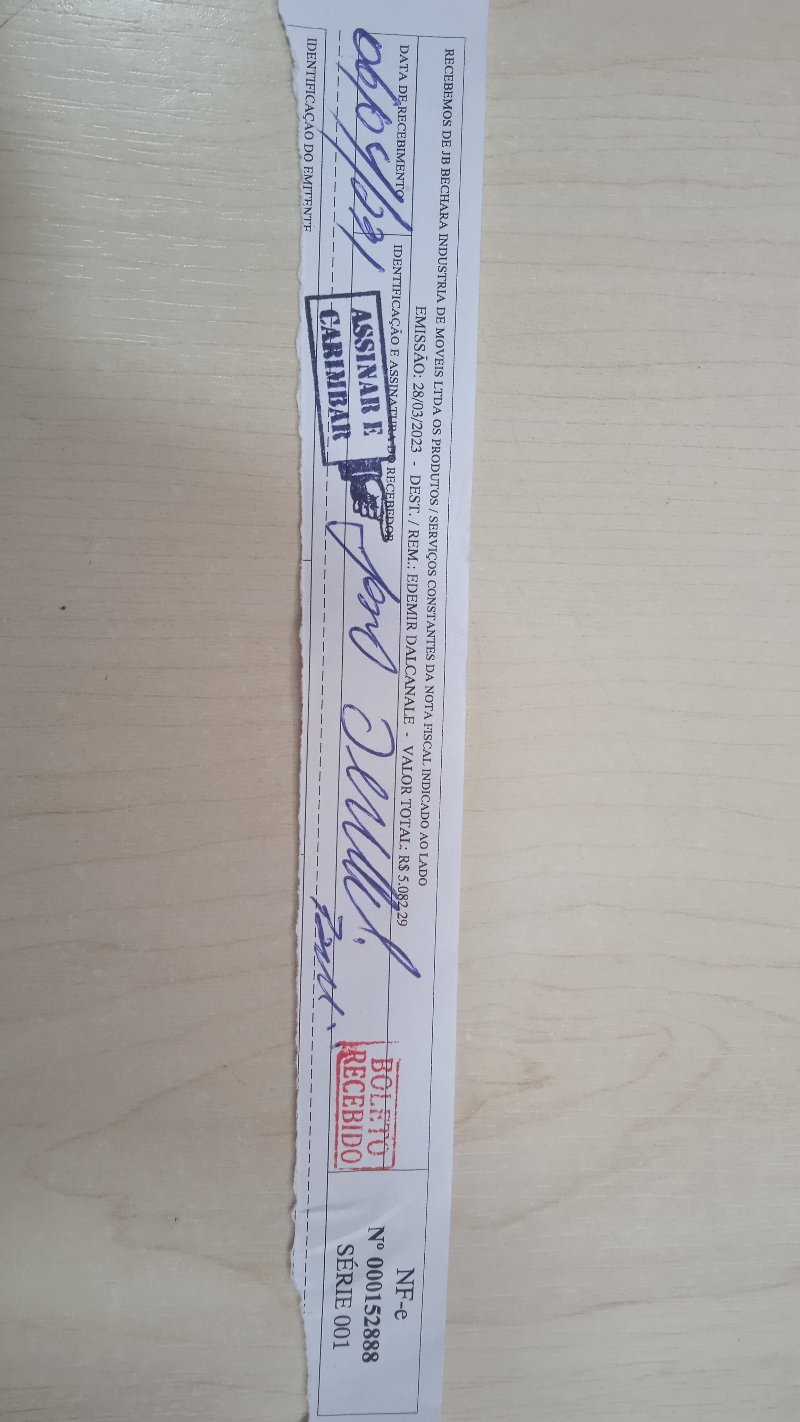 RECEBEMOS DE JB BECHARA INDUSTRIA DE MOVEIS LTDA OS PRODUTOS / SERVIÇOS CONSTANTES DA NOTA FISCAL INDICADO AO LADO
EMISSÃO: 28/03/2023 - DEST. / REM.: EDEMIR DALCANALE - VALOR TOTAL: R$ 5.082,29
DATA DE RECEBIMENTO
IDENTIFICAÇÃO E ASSINATURA DO RECEBEDOR
ASSINAR E
CARIMBAR
BOLETO
RECEBIDO
NF-e
Nº 000152888
SÉRIE 001
IDENTIFICAÇÃO DO EMITENTE